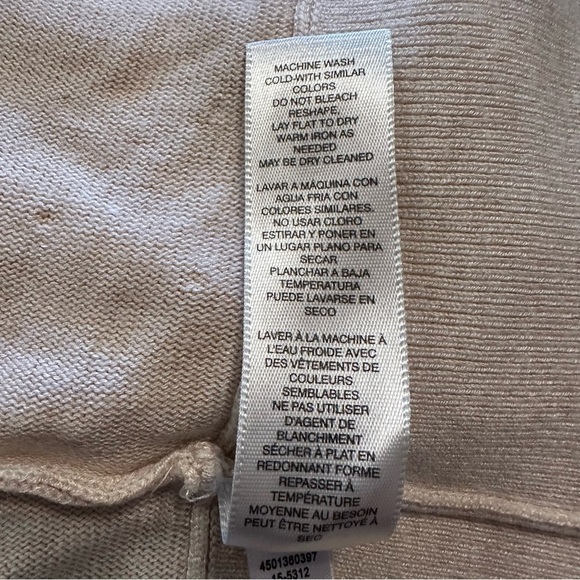 MACHINE WASH
COLD-WITH SIMILAR
COLORS
DO NOT BLEACH
RESHAPE,
LAY FLAT TO DRY
WARM IRON AS
NEEDED
MAY BE DRY CLEANED
LAVAR A MAQUINA CON
AGUA FRIA CON
COLORES SIMILARES.
NO USAR CLORO
ESTIRAR Y PONER EN
UN LUGAR PLANO PARA
SECAR
PLANCHAR A BAJA
TEMPERATURA
PUEDE LAVARSE EN
SECO
LAVER À LA MACHINE À
L'EAU FROIDE AVEC
DES VÊTEMENTS DE
COULEURS
SEMBLABLES
NE PAS UTILISER
D'AGENT DE
BLANCHIMENT
SÉCHER À PLAT EN
REDONNANT FORME
REPASSER À
TEMPÉRATURE
MOYENNE AU BESOIN
PEUT ÊTRE NETTOYÉ À
SEC
4501360397
15-5312